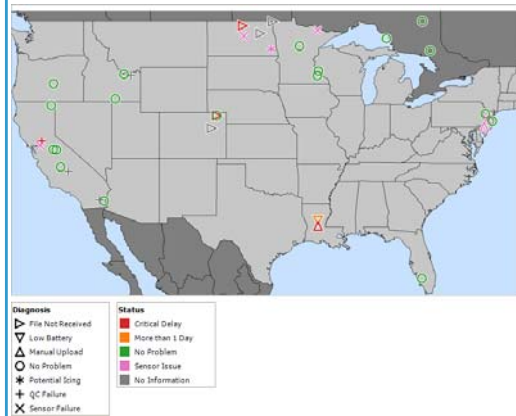 Diagnosis
File Not Received
Low Battery
Manual Upload
No Problem
Potential Icing
QC Failure
Sensor Failure
Status
Critical Delay
More than 1 Day
No Problem
Sensor Issue
No Information